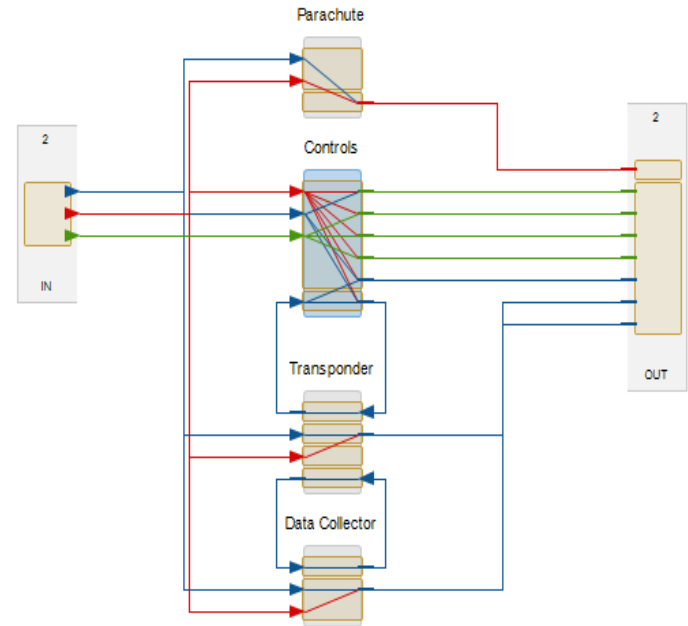 Parachute
2
2
Controls
IN
Transponder
OUT
Data Collector